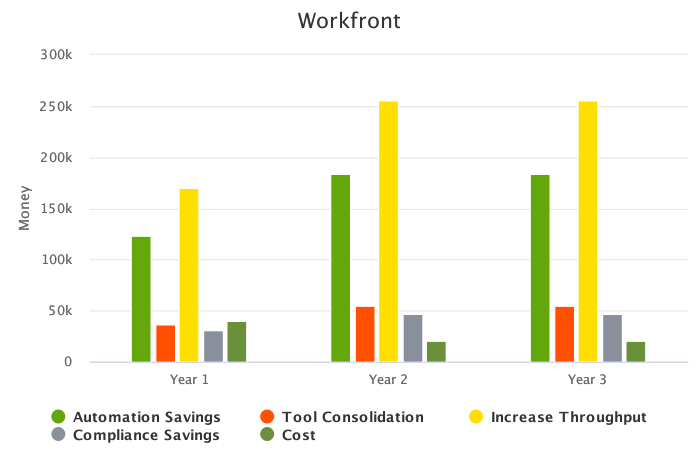 Workfront
300k
250k
200k
150k
100k
50k
0
Money
Year 1 Year 2 Year 3
Automation Savings Tool Consolidation Increase Throughput
Compliance Savings Cost